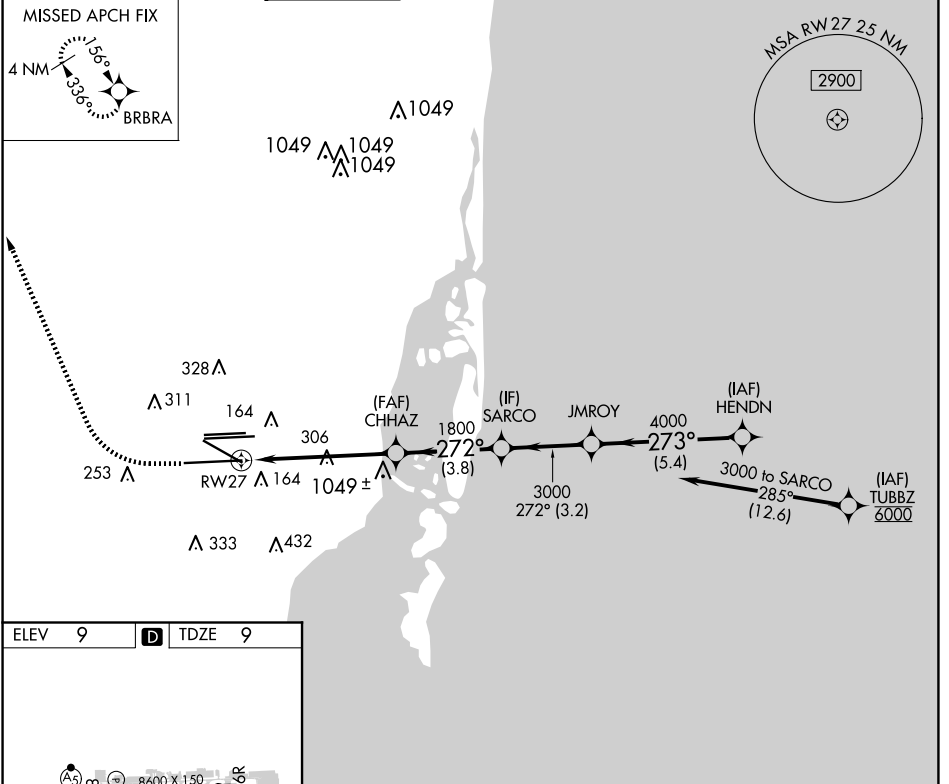 MISSED APCH FIX
156°
4 NM
336°
BRBRA
1049
1049
1049
1049
MSA RW27 25 NM
2900
328
311
164
306
253
RW27
164
1049 ±
333
432
(FAF)
CHHAZ
1800
272°
(3.8)
(IF)
SARCO
JMROY
3000
272° (3.2)
4000
273°
(5.4)
(IAF)
HENDN
3000 to SARCO
285°
(12.6)
(IAF)
TUBBZ
6000
ELEV 9
D
TDZE 9
A5
P
8600 X 150
6R